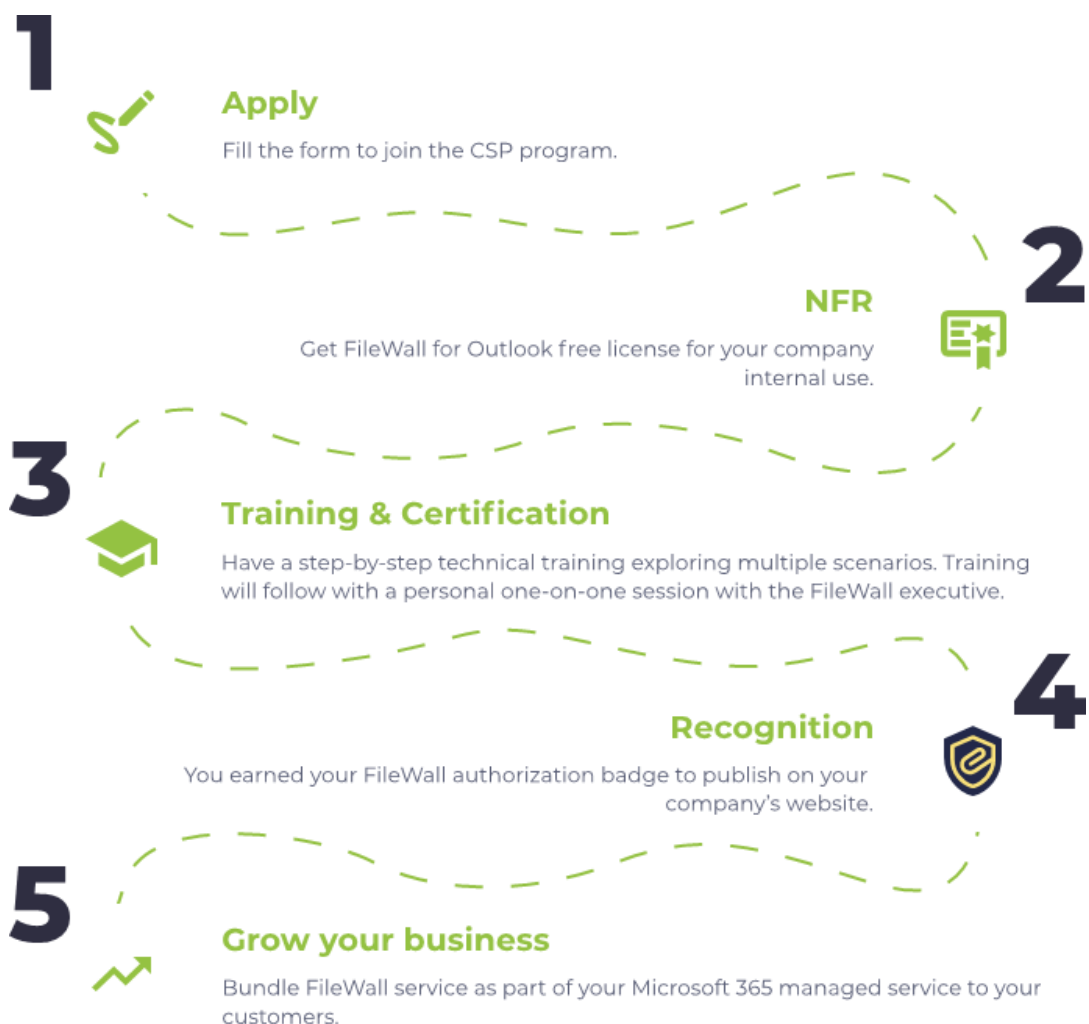 1
Apply
Fill the form to join the CSP program.
2
NFR
Get FileWall for Outlook free license for your company
internal use.
3
Training & Certification
Have a step-by-step technical training exploring multiple scenarios. Training
will follow with a personal one-on-one session with the FileWall executive.
4
Recognition
You earned your FileWall authorization badge to publish on your
company's website.
5
Grow your business
Bundle FileWall service as part of your Microsoft 365 managed service to your
customers.